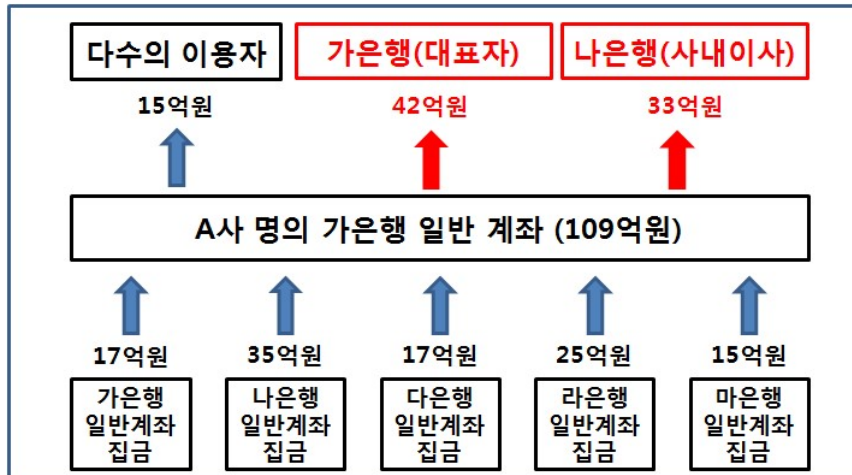 다수의 이용자
가은행(대표자)
나은행(사내이사)
15억원
42억원
33억원
A사 명의 가은행 일반 계좌 (109억원)
17억원
35억원
17억원
25억원
15억원
가은행
일반계좌
집금
나은행
일반계좌
집금
다은행
일반계좌
집금
라은행
일반계좌
집금
마은행
일반계좌
집금